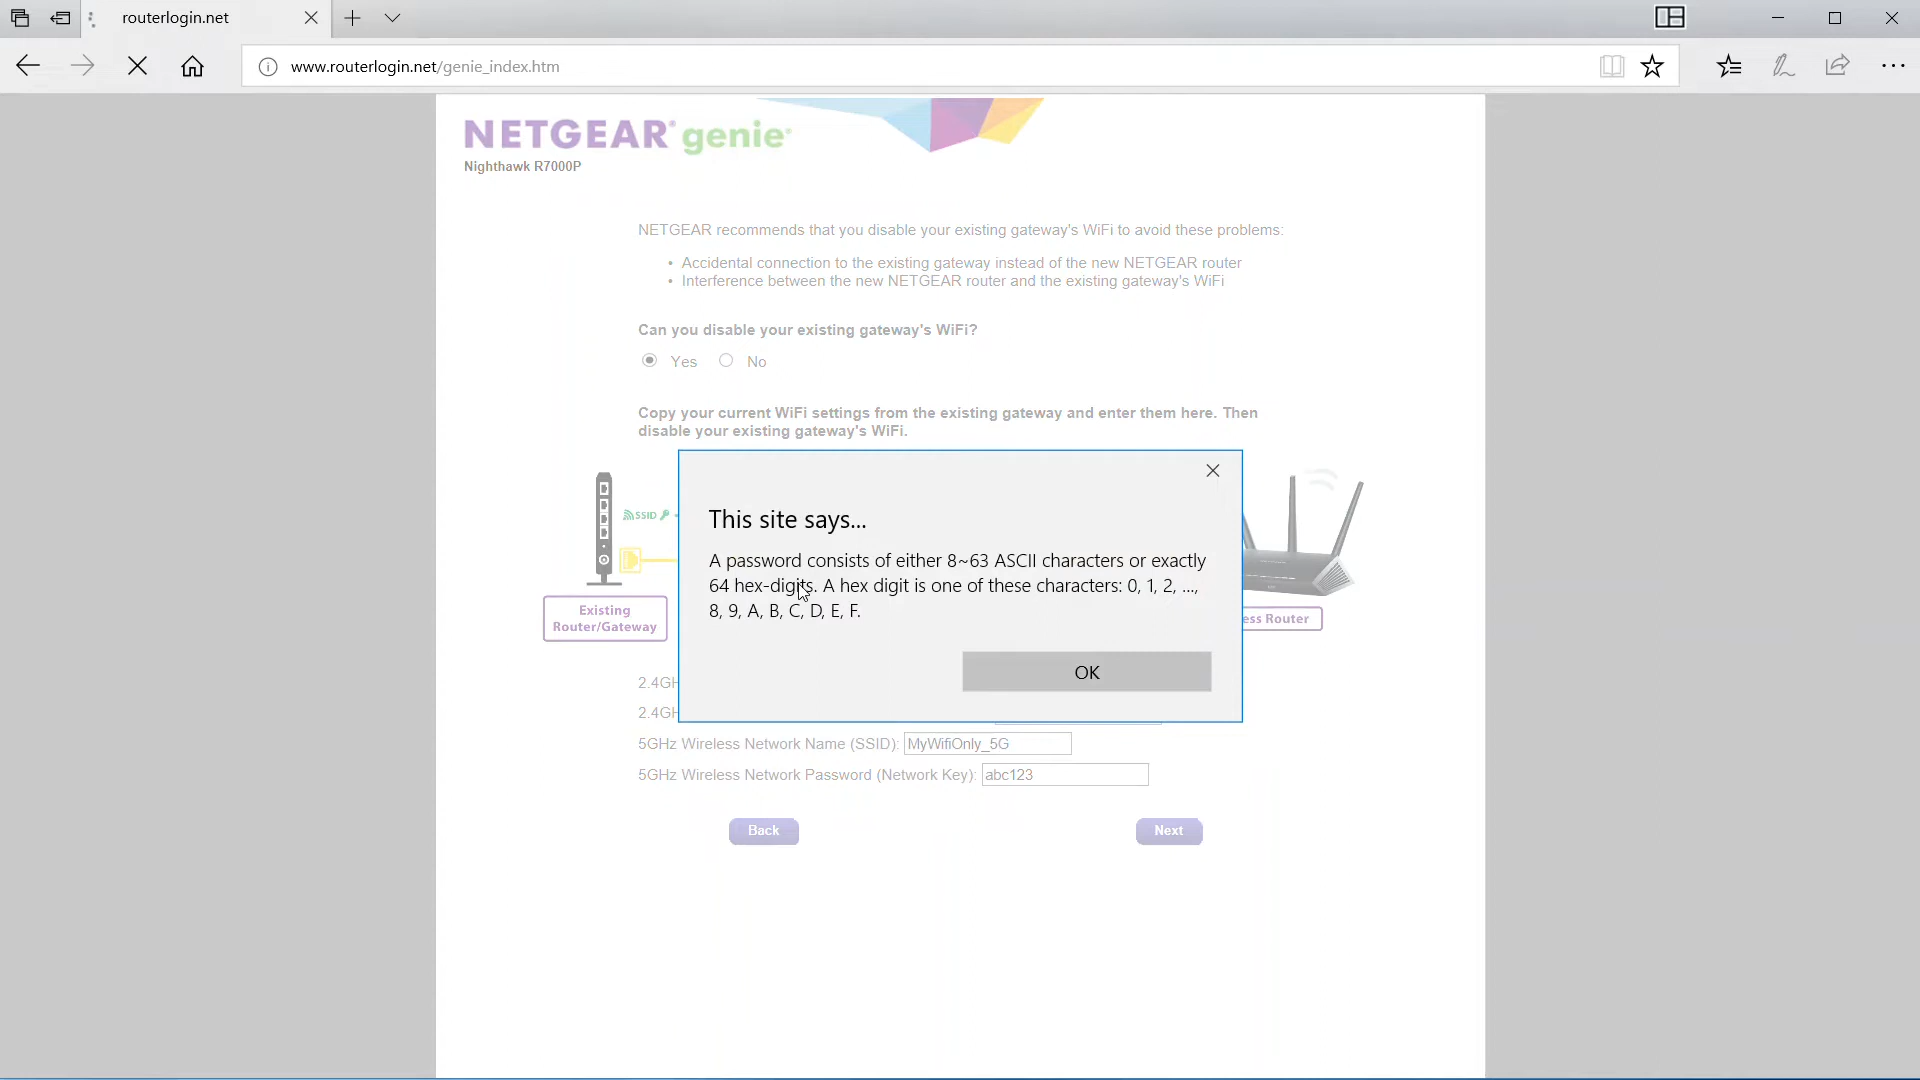 routerlogin.net
www.routerlogin.net/genie_index.htm
NETGEAR® genie®
Nighthawk R7000P
NETGEAR recommends that you disable your existing gateway's WiFi to avoid these problems:
• Accidental connection to the existing gateway instead of the new NETGEAR router
• Interference between the new NETGEAR router and the existing gateway's WiFi
Can you disable your existing gateway's WiFi?
Yes No
Copy your current WiFi settings from the existing gateway and enter them here. Then
disable your existing gateway's WiFi.
SSID
This site says...
A password consists of either 8~63 ASCII characters or exactly
64 hex-digits. A hex digit is one of these characters: 0, 1, 2, ...,
8, 9, A, B, C, D, E, F.
OK
Existing
Router/Gateway
ess Router
2.4GH
2.4GH
5GHz Wireless Network Name (SSID): MyWifiOnly_5G
5GHz Wireless Network Password (Network Key): abc123
Back
Next